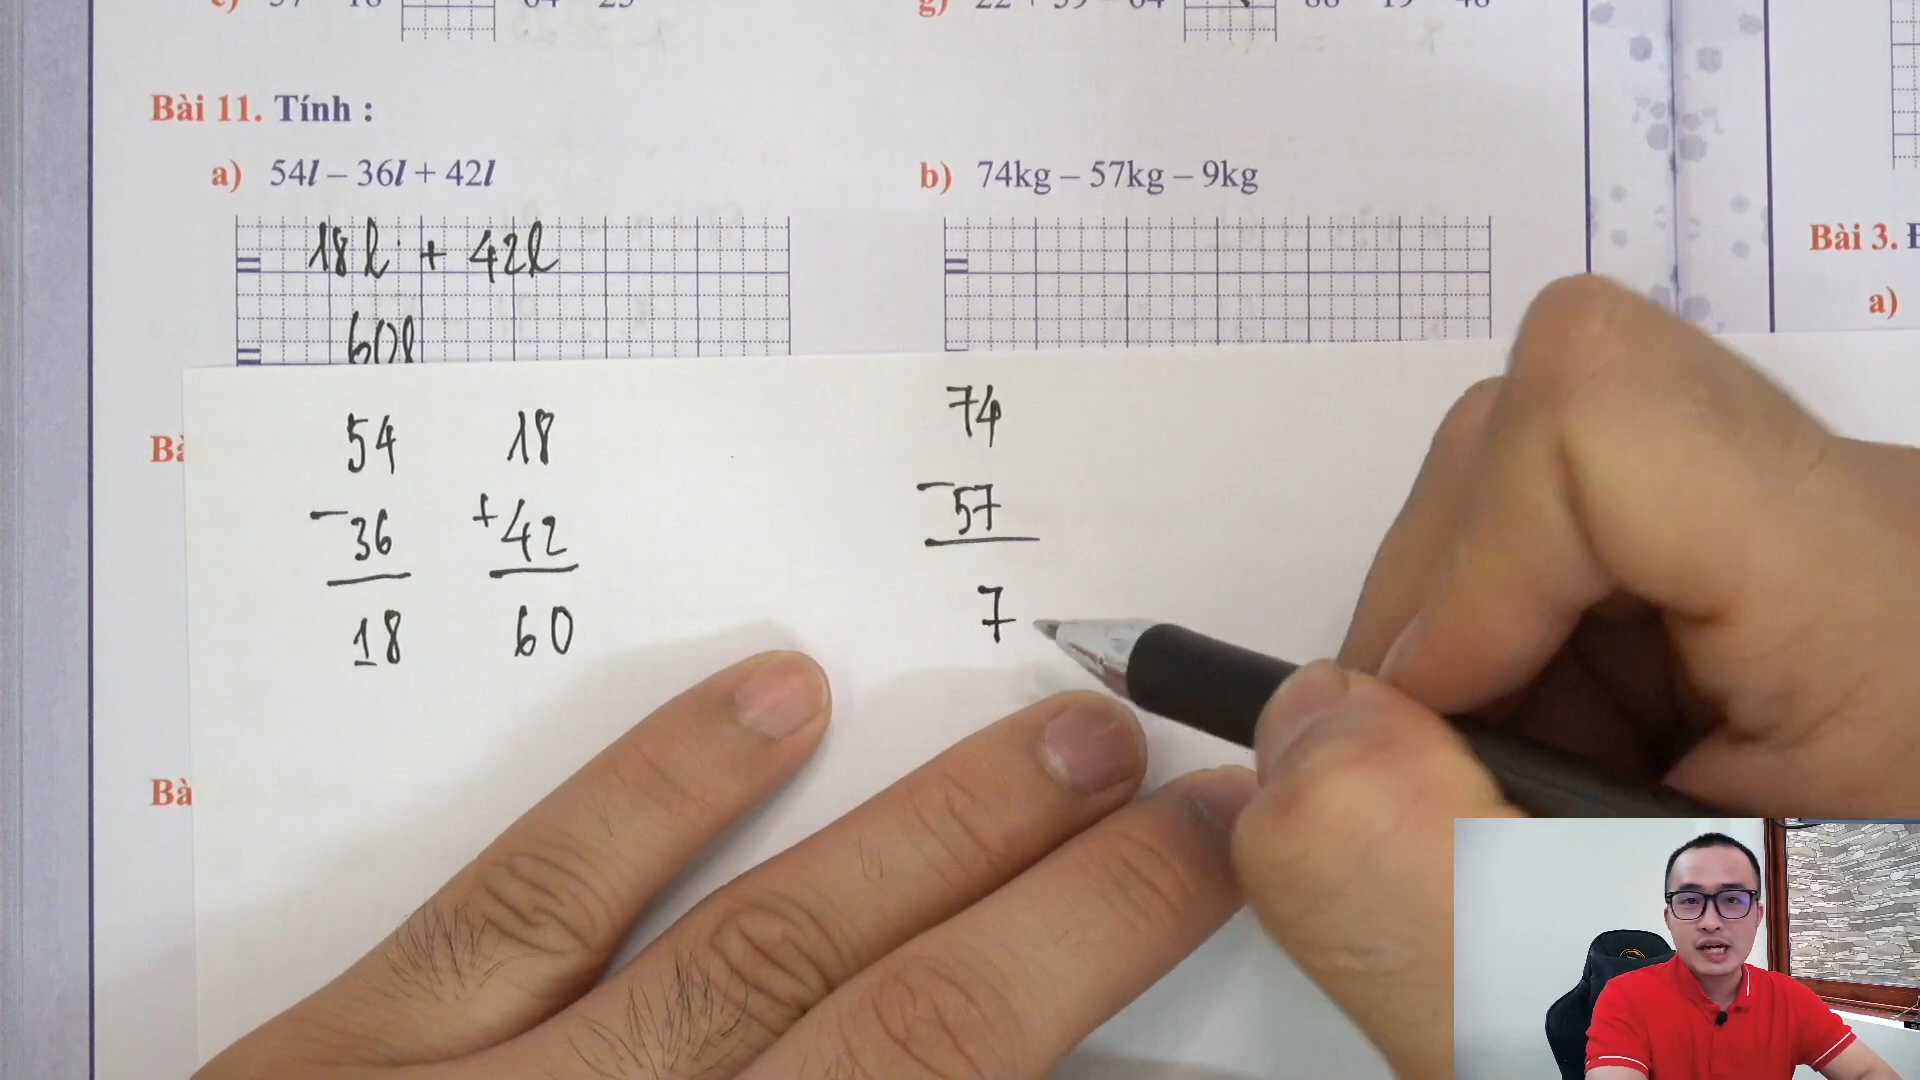 Bài 11. Tính :
a) 54l – 36l + 42l
b) 74kg – 57kg – 9kg
= 18l + 42l
= 60l
=
54
– 36
18
18
+ 42
60
74
– 57
7
Bài 3.
a)